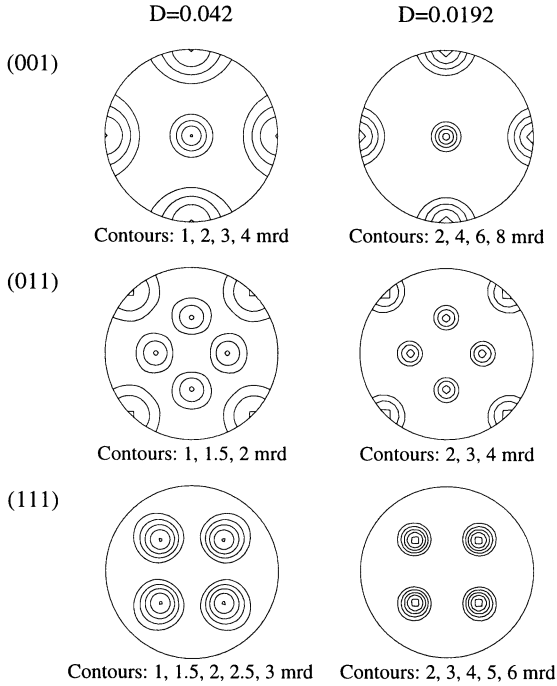 D=0.042 D=0.0192
(001)
Contours: 1, 2, 3, 4 mrd Contours: 2, 4, 6, 8 mrd
(011)
Contours: 1, 1.5, 2 mrd Contours: 2, 3, 4 mrd
(111)
Contours: 1, 1.5, 2, 2.5, 3 mrd Contours: 2, 3, 4, 5, 6 mrd